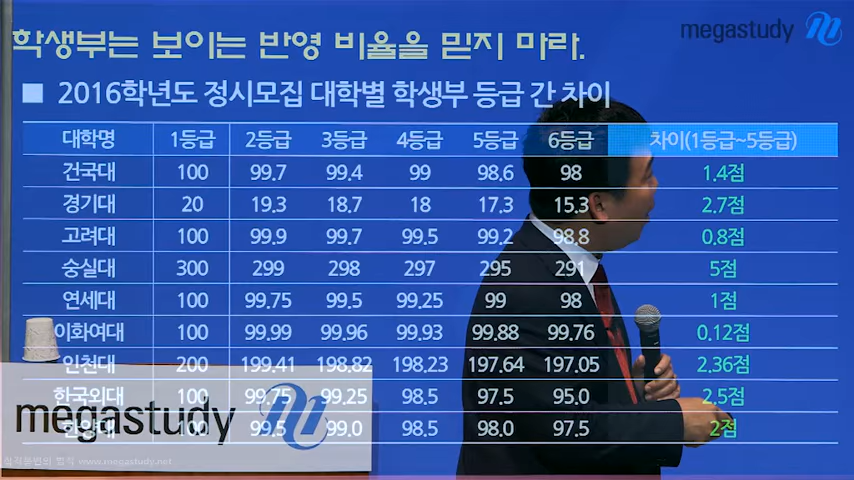 megastudy
학생부는 보이는 반영 비율을 믿지 마라.
■ 2016학년도 정시모집 대학별 학생부 등급 간 차이
대학명 1등급 2등급 3등급 4등급 5등급 6등급 차이(1등급~5등급)
건국대 100 99.7 99.4 99 98.6 98 1.4점
경기대 20 19.3 18.7 18 17.3 15.3 2.7점
고려대 100 99.9 99.7 99.5 99.2 98.8 0.8점
숭실대 300 299 298 297 295 291 5점
연세대 100 99.75 99.5 99.25 99 98 1점
이화여대 100 99.99 99.96 99.93 99.88 99.76 0.12점
인천대 200 199.41 198.82 198.23 197.64 197.05 2.36점
한국외대 100 99.75 99.25 98.5 97.5 95.0 2.5점
한양대 100 99.5 99.0 98.5 98.0 97.5 2점
megastudy
www.megastudy.net